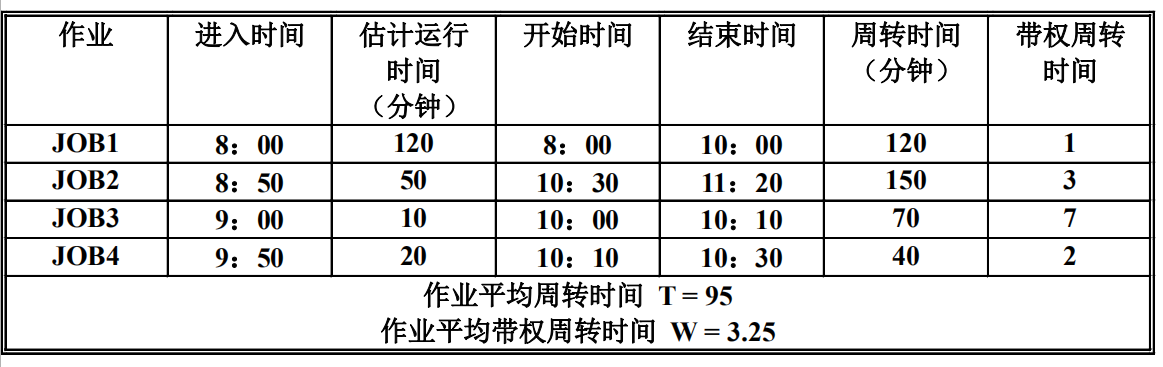 作业 进入时间 估计运行时间（分钟） 开始时间 结束时间 周转时间（分钟） 带权周转时间
JOB1 8：00 120 8：00 10：00 120 1
JOB2 8：50 50 10：30 11：20 150 3
JOB3 9：00 10 10：00 10：10 70 7
JOB4 9：50 20 10：10 10：30 40 2
作业平均周转时间 T = 95
作业平均带权周转时间 W = 3.25